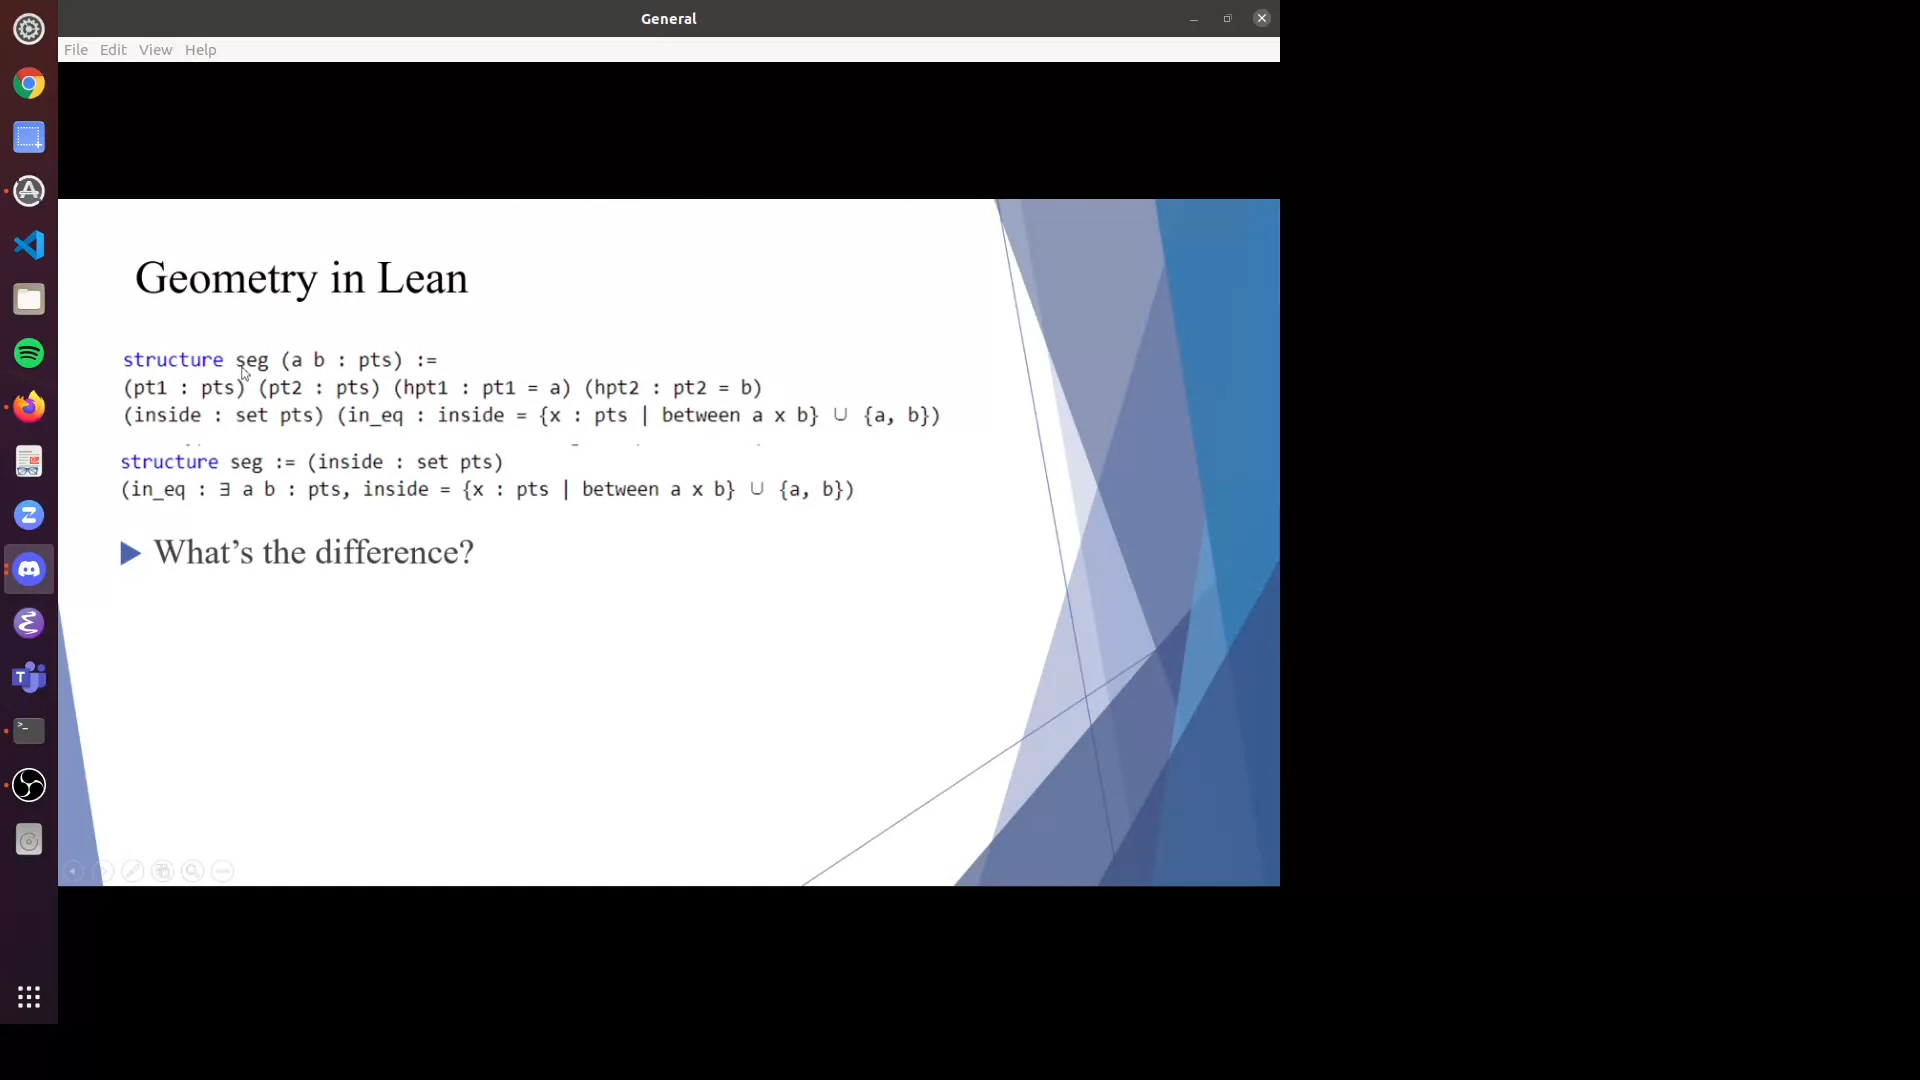 General
File Edit View Help
Geometry in Lean
structure seg (a b : pts) :=
(pt1 : pts) (pt2 : pts) (hpt1 : pt1 = a) (hpt2 : pt2 = b)
(inside : set pts) (in_eq : inside = {x : pts | between a x b} ∪ {a, b})
structure seg := (inside : set pts)
(in_eq : ∃ a b : pts, inside = {x : pts | between a x b} ∪ {a, b})
What’s the difference?